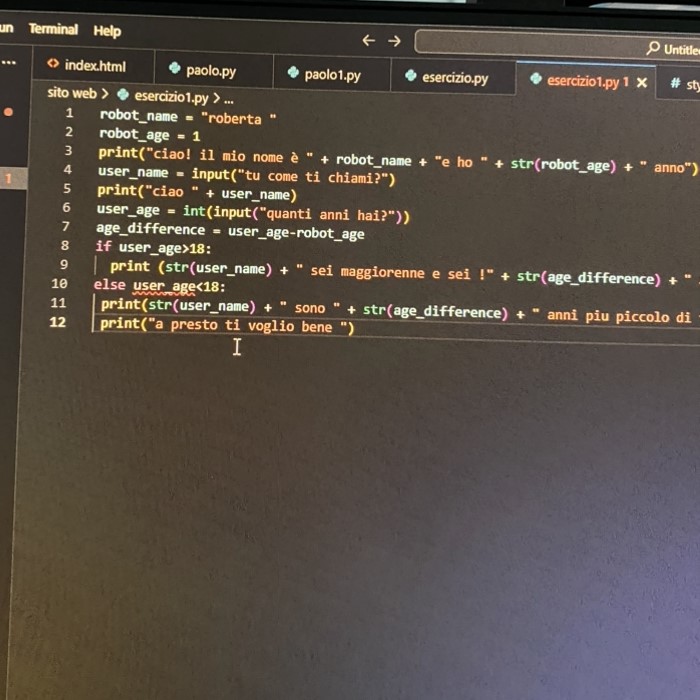 un Terminal Help
← →
Untitle
... <> index.html paolo.py paolo1.py esercizio.py esercizio1.py 1 × # sty
sito web > esercizio1.py > ...
1 robot_name = "roberta "
2 robot_age = 1
3 print("ciao! il mio nome è " + robot_name + "e ho " + str(robot_age) + " anno")
4 user_name = input("tu come ti chiami?")
1
5 print("ciao " + user_name)
6 user_age = int(input("quanti anni hai?"))
7 age_difference = user_age-robot_age
8 if user_age>18:
9 print (str(user_name) + " sei maggiorenne e sei !" + str(age_difference) + "
10 else user_age<18:
11 print(str(user_name) + " sono " + str(age_difference) + " anni piu piccolo di
12 print("a presto ti voglio bene ")